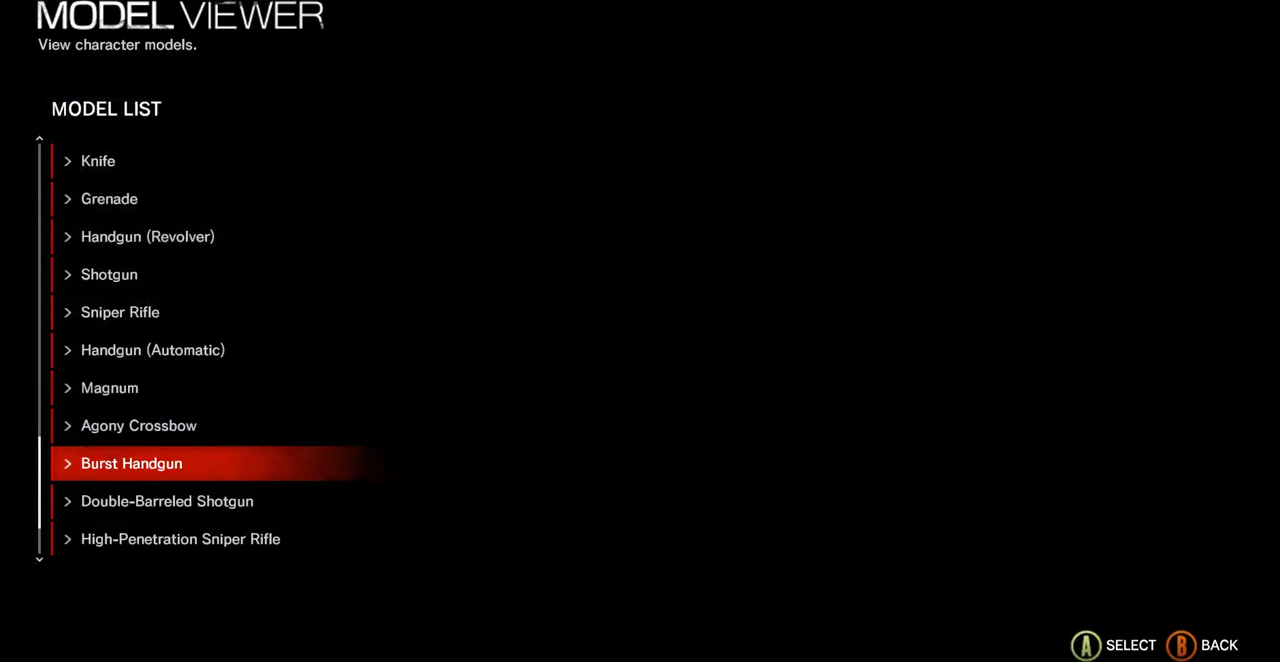 MODEL VIEWER
View character models.
MODEL LIST
> Knife
> Grenade
> Handgun (Revolver)
> Shotgun
> Sniper Rifle
> Handgun (Automatic)
> Magnum
> Agony Crossbow
> Burst Handgun
> Double-Barreled Shotgun
> High-Penetration Sniper Rifle
A SELECT B BACK